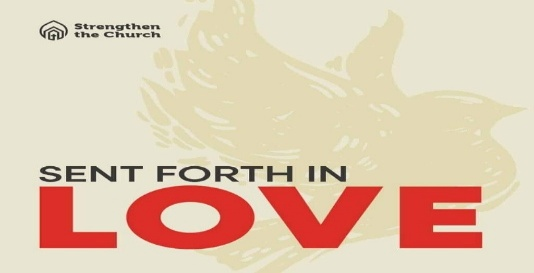 Strengthen
the Church
SENT FORTH IN
LOVE